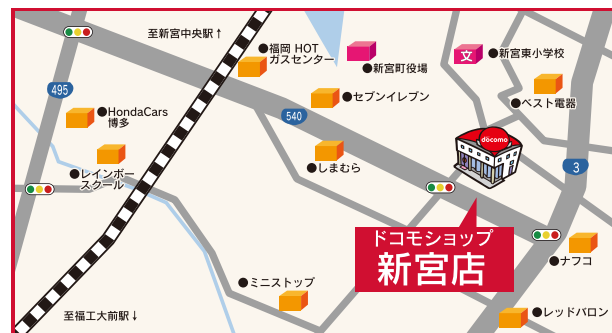 至新宮中央駅↑
●福岡 HOT
ガスセンター
●新宮町役場
文
●新宮東小学校
495
●HondaCars
博多
●セブンイレブン
●ベスト電器
540
docomo
●レインボー
スクール
●しまむら
3
ドコモショップ
新宮店
●ナフコ
●ミニストップ
至福工大前駅↓
●レッドバロン